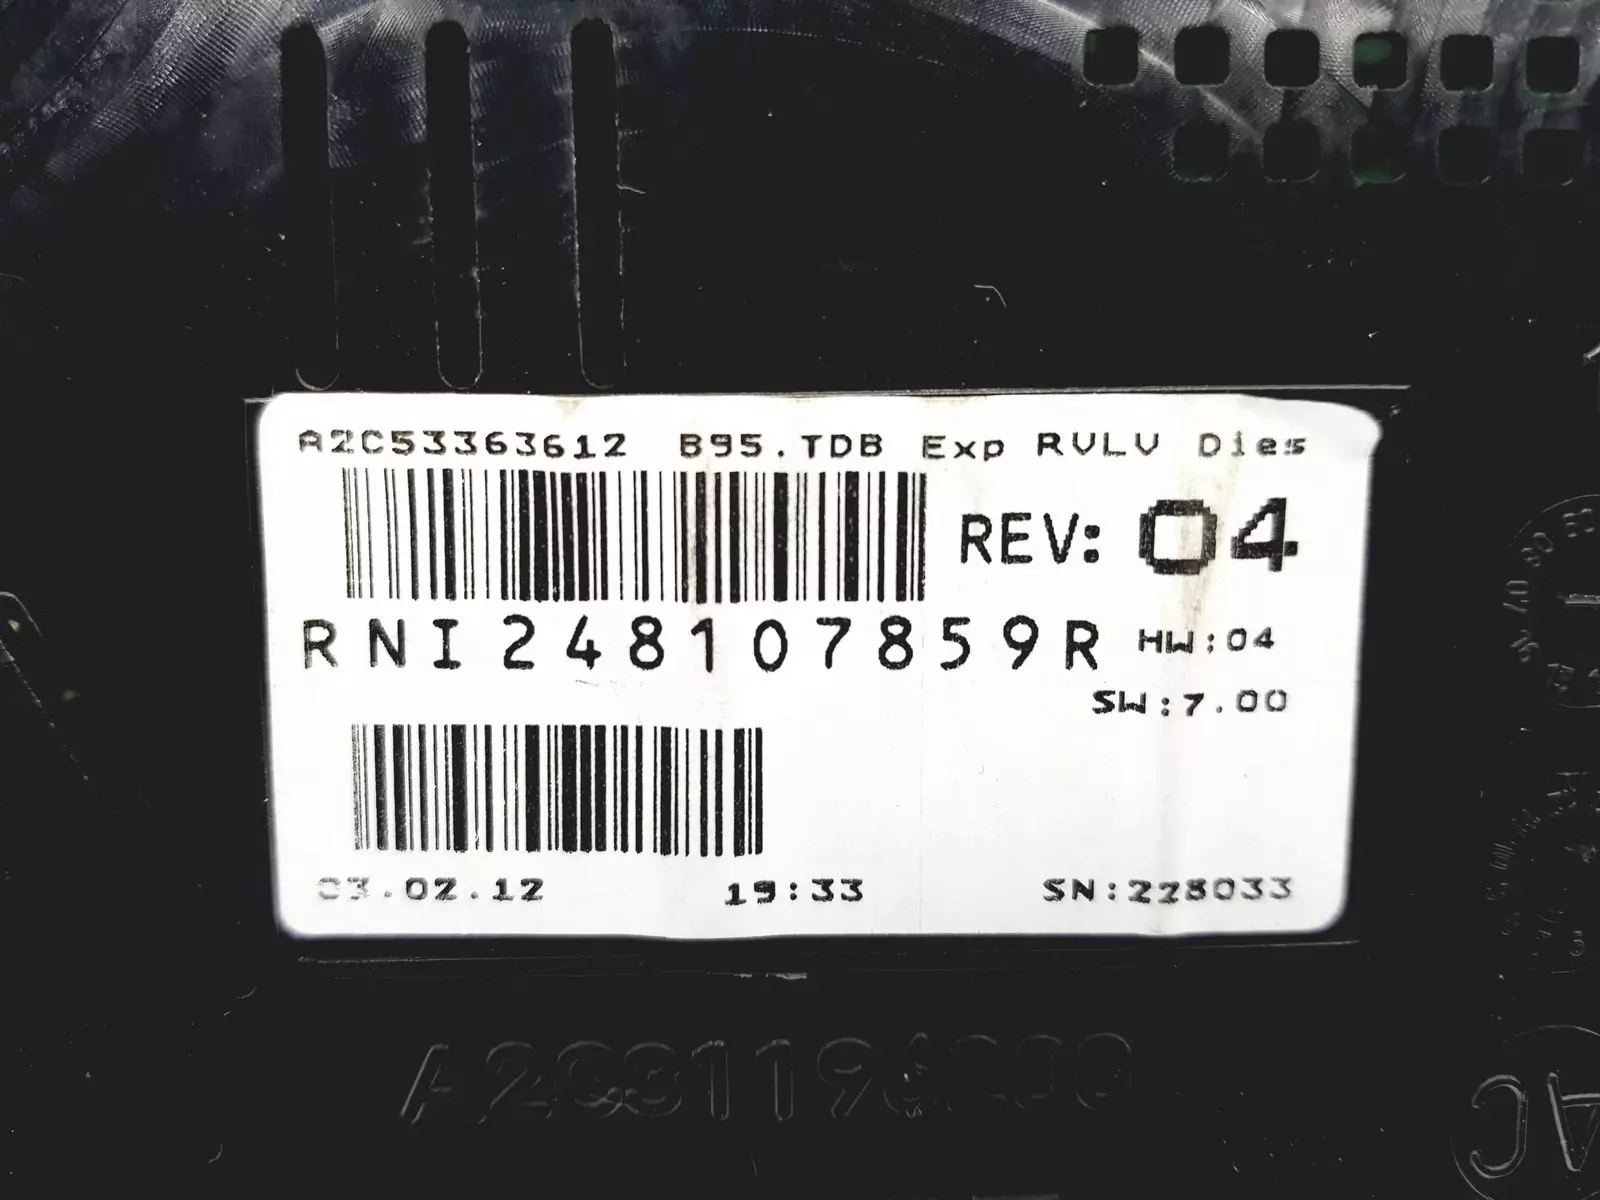 A2C53363612 B95.TDB Exp RVLV Dies
REV: 04
RNI248107859R HW:04
SW:7.00
03.02.12 19:33 SN:228033
AC